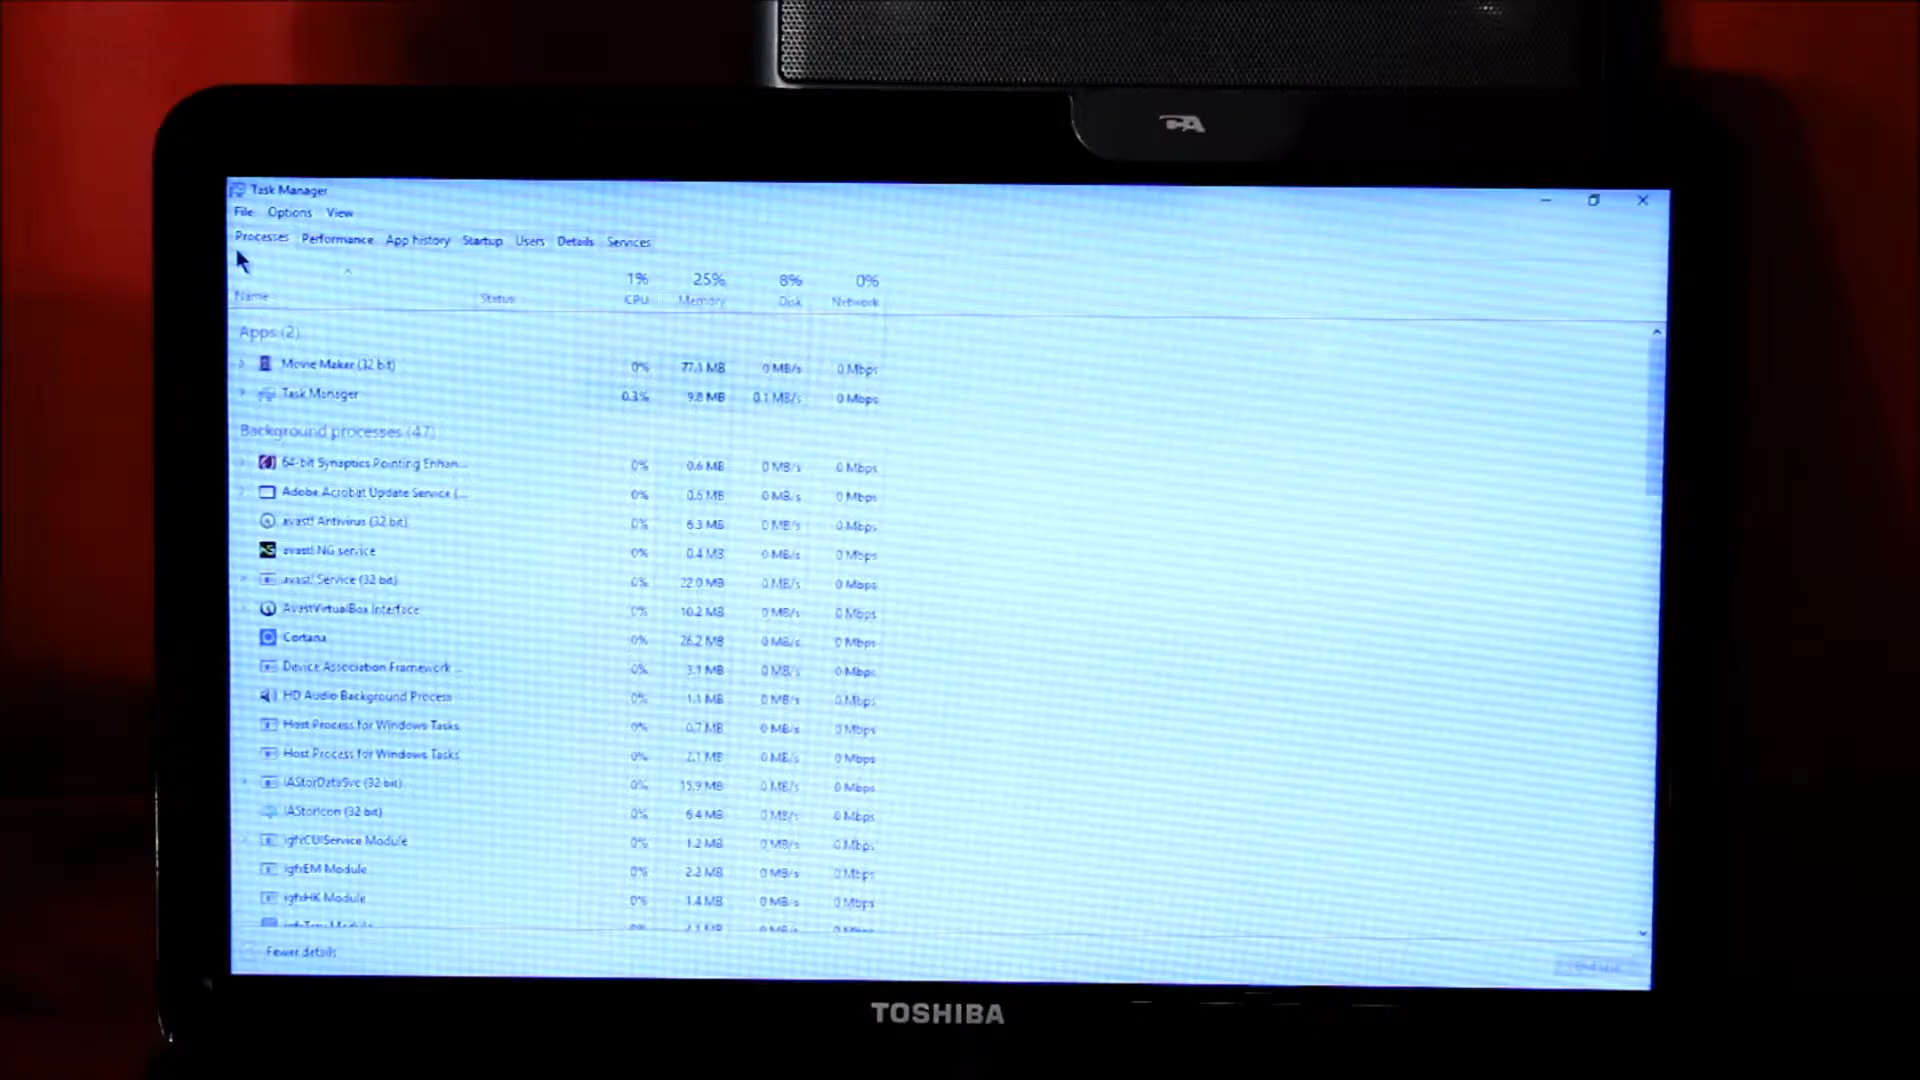 CA
Task Manager
File Options View
Processes Performance App history Startup Users Details Services
1% 25% 8% 0%
Name Status CPU Memory Disk Network
Apps (2)
Movie Maker (32 bit) 0% 77.3 MB 0 MB/s 0 Mbps
Task Manager 0.3% 9.8 MB 0.1 MB/s 0 Mbps
Background processes (47)
64-bit Synaptics Pointing Enhan... 0% 0.6 MB 0 MB/s 0 Mbps
Adobe Acrobat Update Service (... 0% 0.6 MB 0 MB/s 0 Mbps
avast! Antivirus (32 bit) 0% 6.3 MB 0 MB/s 0 Mbps
avast! NG service 0% 0.4 MB 0 MB/s 0 Mbps
avast! Service (32 bit) 0% 22.0 MB 0 MB/s 0 Mbps
AvastVirtualBox Interface 0% 10.2 MB 0 MB/s 0 Mbps
Cortana 0% 26.2 MB 0 MB/s 0 Mbps
Device Association Framework ... 0% 3.1 MB 0 MB/s 0 Mbps
HD Audio Background Process 0% 1.1 MB 0 MB/s 0 Mbps
Host Process for Windows Tasks 0% 0.7 MB 0 MB/s 0 Mbps
Host Process for Windows Tasks 0% 2.1 MB 0 MB/s 0 Mbps
IAStorDataSvc (32 bit) 0% 15.9 MB 0 MB/s 0 Mbps
IAStorIcon (32 bit) 0% 6.4 MB 0 MB/s 0 Mbps
igfxCUIService Module 0% 1.2 MB 0 MB/s 0 Mbps
igfxEM Module 0% 2.2 MB 0 MB/s 0 Mbps
igfxHK Module 0% 1.4 MB 0 MB/s 0 Mbps
Fewer details
TOSHIBA